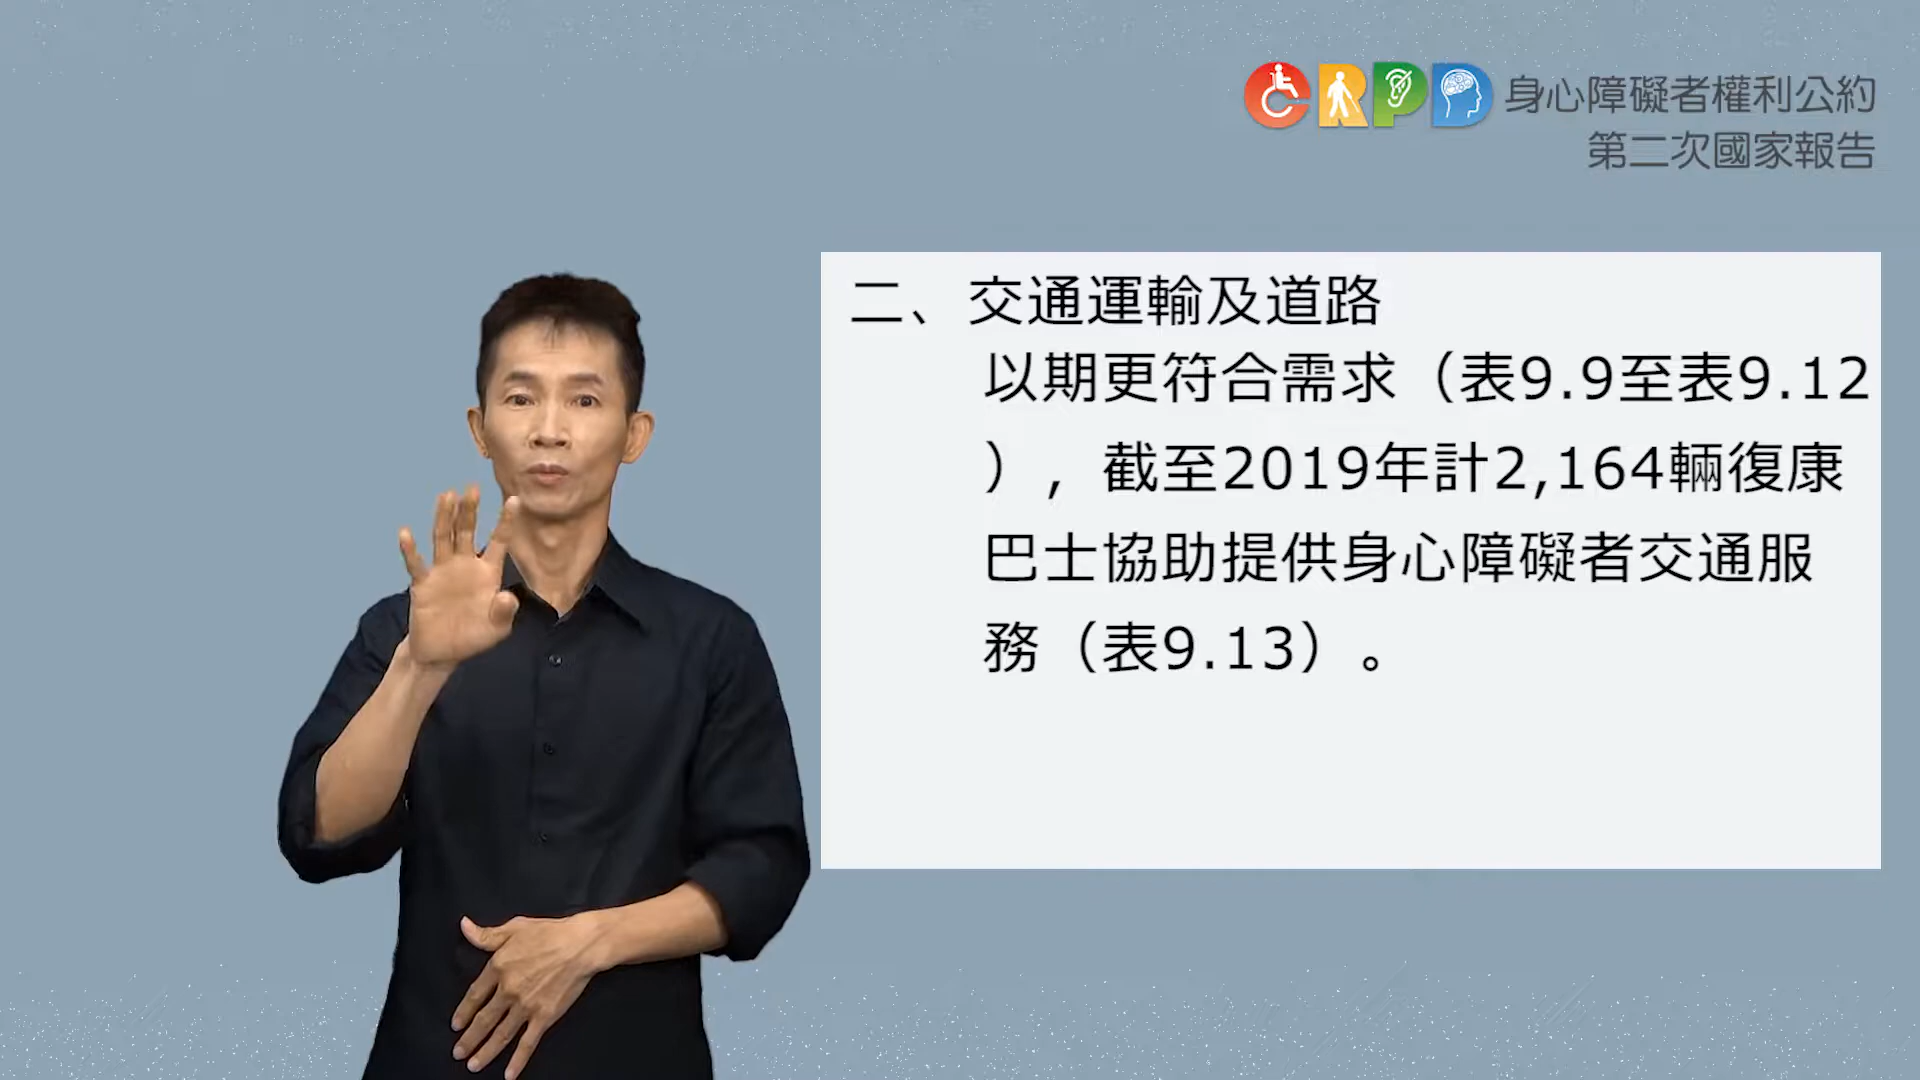 CRPD 身心障礙者權利公約
第二次國家報告
二、交通運輸及道路
以期更符合需求（表9.9至表9.12
），截至2019年計2,164輛復康
巴士協助提供身心障礙者交通服
務（表9.13）。